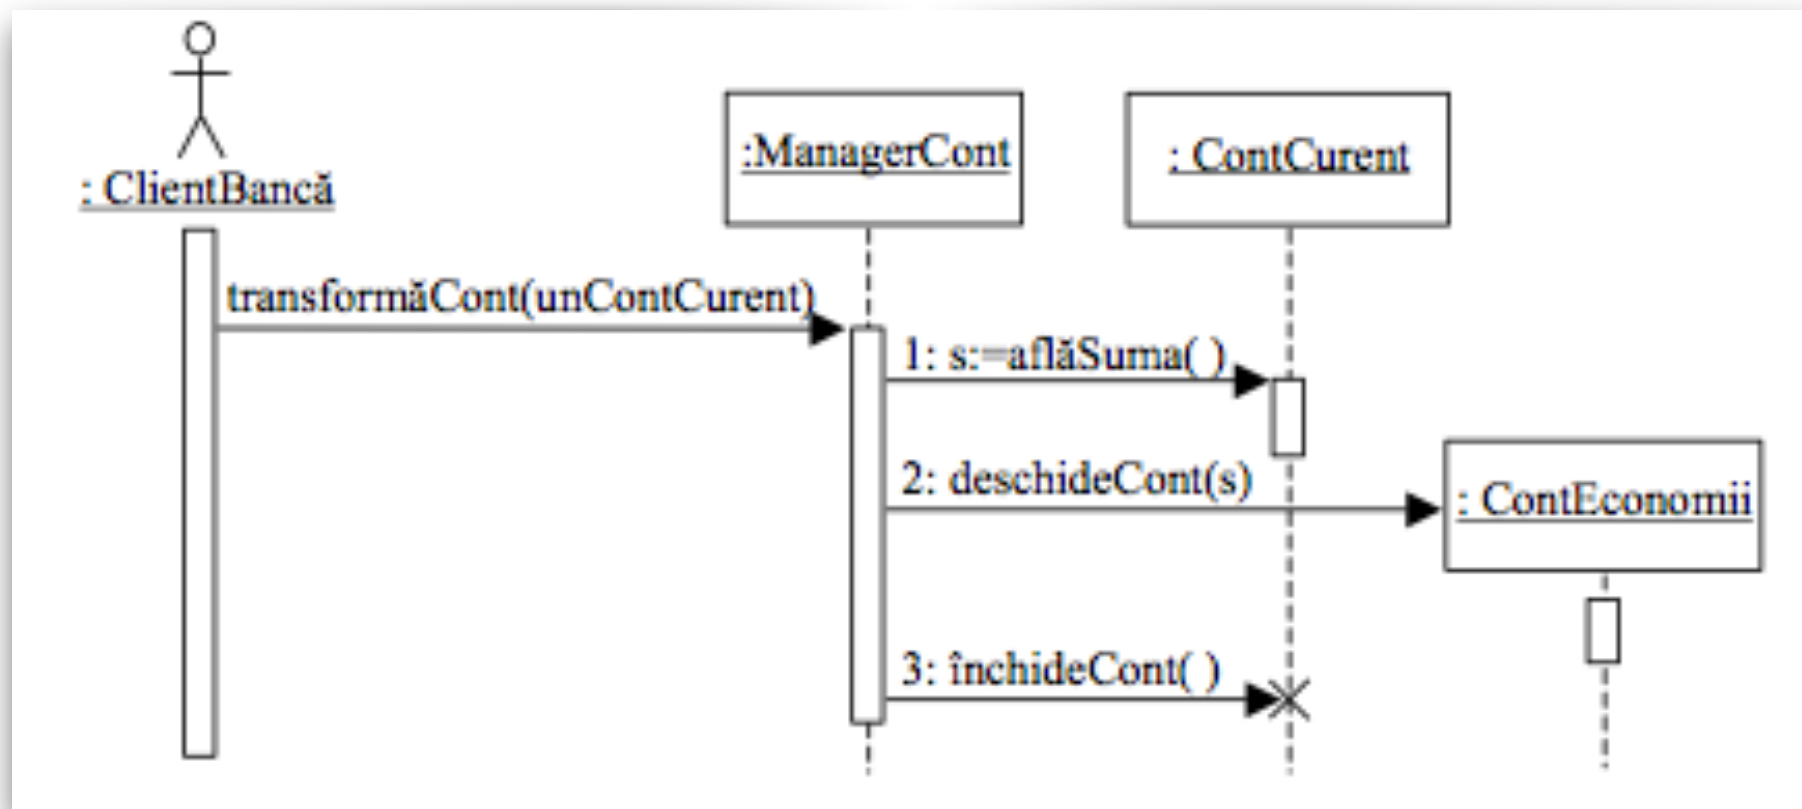 :ManagerCont
: ContCurent
: ClientBancă
transformăCont(unContCurent)
1: s:=aflăSuma( )
2: deschideCont(s)
: ContEconomii
3: închideCont( )